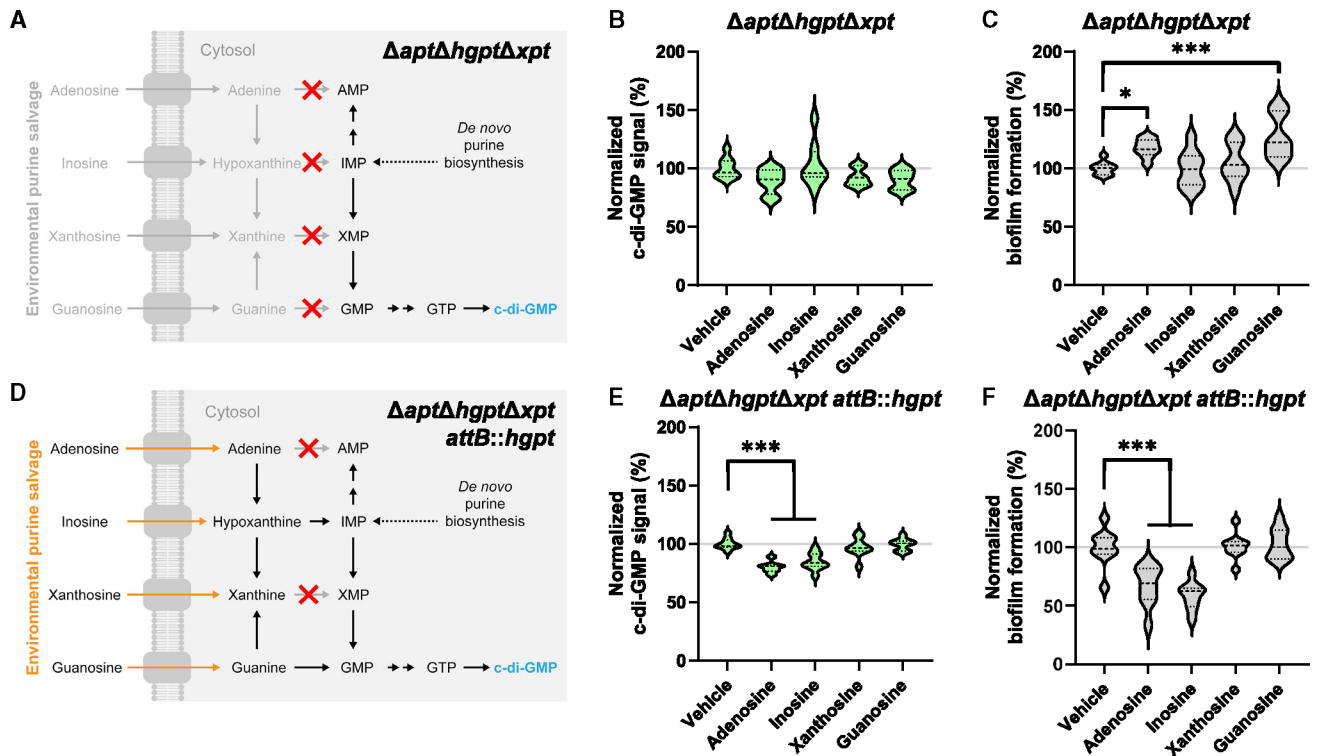 A
ΔaptΔhgptΔxpt
Cytosol
Environmental purine salvage
Adenosine
Adenine
AMP
De novo
purine
biosynthesis
Inosine
Hypoxanthine
IMP
Xanthosine
Xanthine
XMP
Guanosine
Guanine
GMP
GTP
c-di-GMP
B
ΔaptΔhgptΔxpt
Normalized
c-di-GMP signal (%)
200
150
100
50
0
Vehicle
Adenosine
Inosine
Xanthosine
Guanosine
C
ΔaptΔhgptΔxpt
Normalized
biofilm formation (%)
200
150
100
50
0
***
*
Vehicle
Adenosine
Inosine
Xanthosine
Guanosine
D
ΔaptΔhgptΔxpt
attB::hgpt
Cytosol
Environmental purine salvage
Adenosine
Adenine
AMP
De novo
purine
biosynthesis
Inosine
Hypoxanthine
IMP
Xanthosine
Xanthine
XMP
Guanosine
Guanine
GMP
GTP
c-di-GMP
E
ΔaptΔhgptΔxpt attB::hgpt
Normalized
c-di-GMP signal (%)
200
150
100
50
0
***
Vehicle
Adenosine
Inosine
Xanthosine
Guanosine
F
ΔaptΔhgptΔxpt attB::hgpt
Normalized
biofilm formation (%)
200
150
100
50
0
***
Vehicle
Adenosine
Inosine
Xanthosine
Guanosine